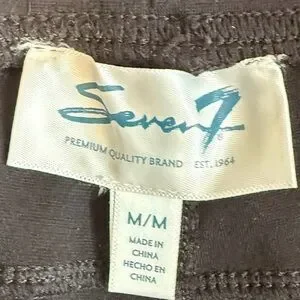 Seven7
PREMIUM QUALITY BRAND EST. 1964
M/M
MADE IN
CHINA
HECHO EN
CHINA